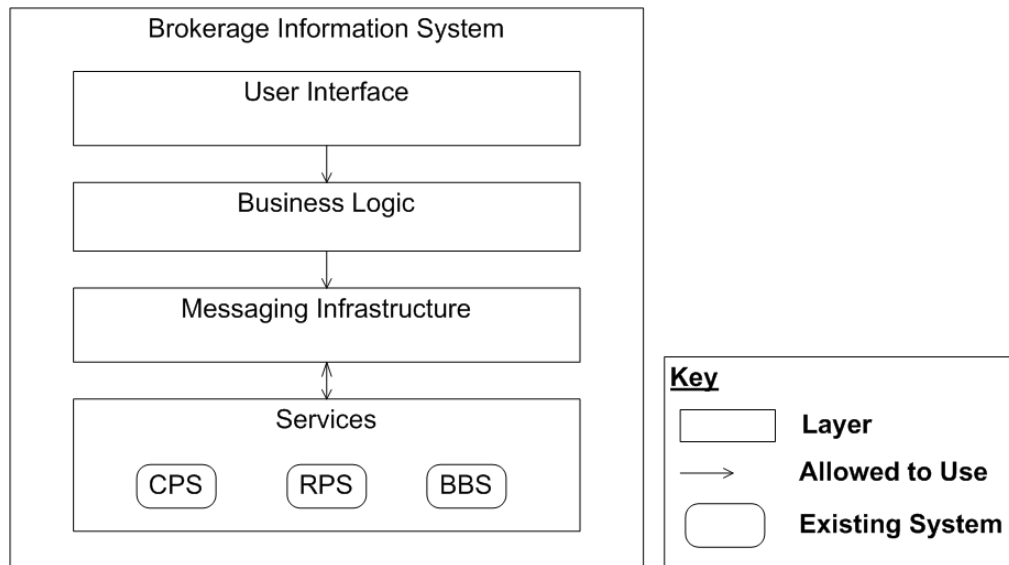 Brokerage Information System
User Interface
Business Logic
Messaging Infrastructure
Services
CPS RPS BBS
Key
Layer
Allowed to Use
Existing System